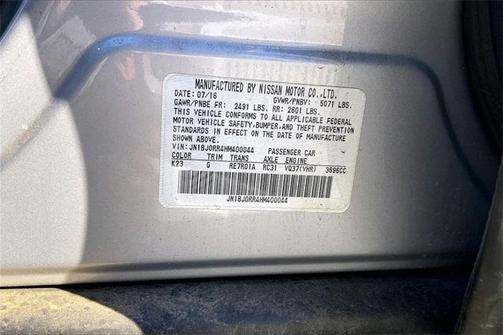 MANUFACTURED BY NISSAN MOTOR CO.,LTD.
DATE: 07/16 GVWR/PNBV: 5071 LBS.
GAWR/PNBE FR: 2491 LBS. RR: 2601 LBS.
THIS VEHICLE CONFORMS TO ALL APPLICABLE FEDERAL
MOTOR VEHICLE SAFETY,BUMPER,AND THEFT PREVENTION
STANDARDS IN EFFECT ON THE DATE OF MANUFACTURE
SHOWN ABOVE.
VIN: JN1BJ0RR4HM400044 PASSENGER CAR
COLOR TRIM TRANS AXLE ENGINE
K23 G RE7R01A RC31 VQ37(VHR) 3696CC
JN1BJ0RR4HM400044